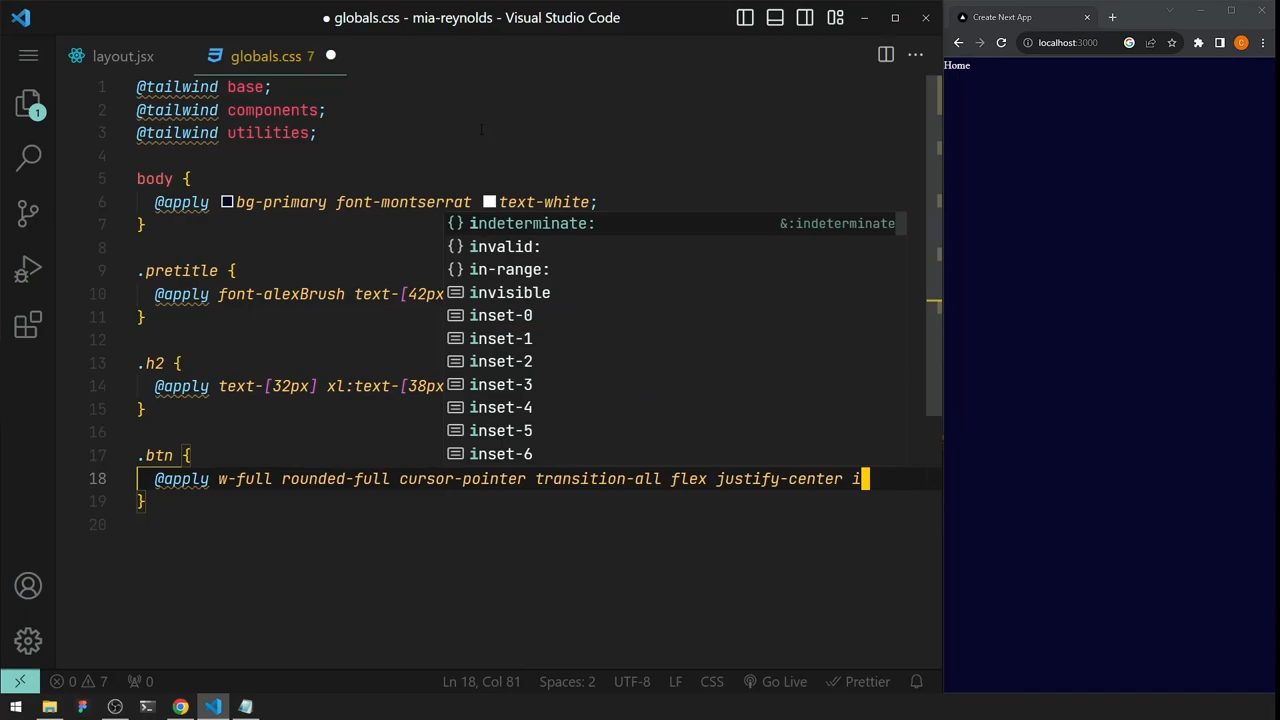 ● globals.css - mia-reynolds - Visual Studio Code
layout.jsx
globals.css 7
1 @tailwind base;
2 @tailwind components;
3 @tailwind utilities;
4
5 body {
6 @apply bg-primary font-montserrat text-white;
7 }
8
9 .pretitle {
10 @apply font-alexBrush text-[42px
11 }
12
13 .h2 {
14 @apply text-[32px] xl:text-[38px
15 }
16
17 .btn {
18 @apply w-full rounded-full cursor-pointer transition-all flex justify-center i
19 }
20
{} indeterminate: &:indeterminate
{} invalid:
{} in-range:
invisible
inset-0
inset-1
inset-2
inset-3
inset-4
inset-5
inset-6
1
0 7 0
Ln 18, Col 81 Spaces: 2 UTF-8 LF CSS Go Live Prettier
Create Next App
localhost:3000
C
Home